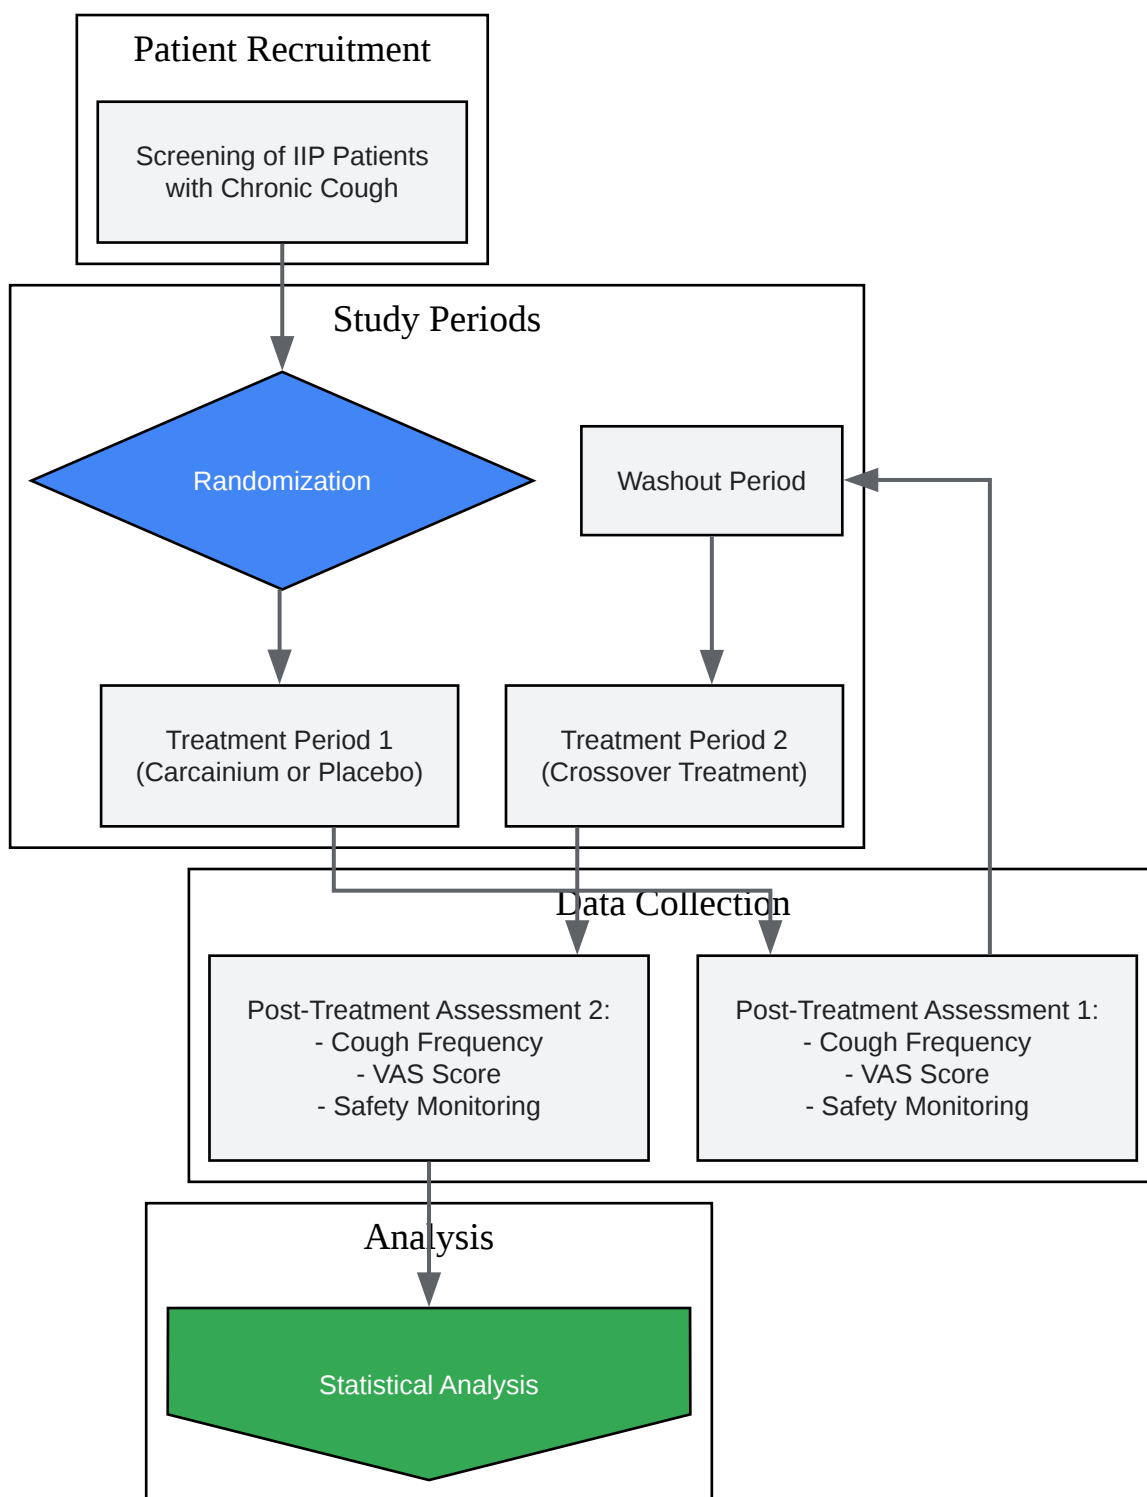 Patient Recruitment
Screening of IIP Patients
with Chronic Cough
Study Periods
Randomization
Washout Period
Treatment Period 1
(Carcainium or Placebo)
Treatment Period 2
(Crossover Treatment)
Data Collection
Post-Treatment Assessment 2:
- Cough Frequency
- VAS Score
- Safety Monitoring
Post-Treatment Assessment 1:
- Cough Frequency
- VAS Score
- Safety Monitoring
Analysis
Statistical Analysis